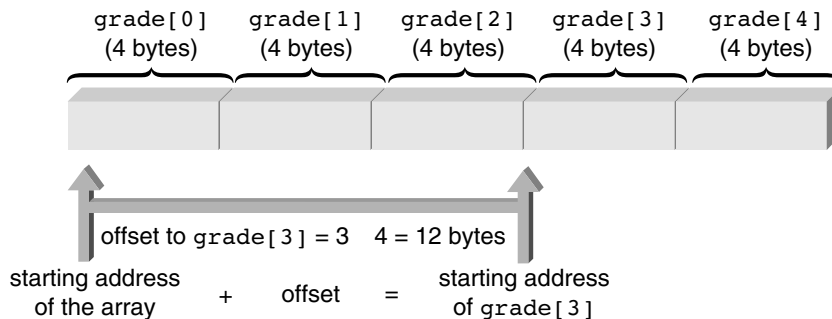 grade[0] grade[1] grade[2] grade[3] grade[4]
(4 bytes) (4 bytes) (4 bytes) (4 bytes) (4 bytes)
offset to grade[3] = 3 4 = 12 bytes
starting address of the array + offset = starting address of grade[3]